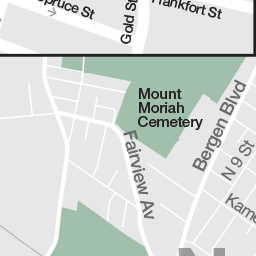 Spruce St
Gold St
Frankfort St
Mount
Moriah
Cemetery
Bergen Blvd
Fairview Av
N 9 St